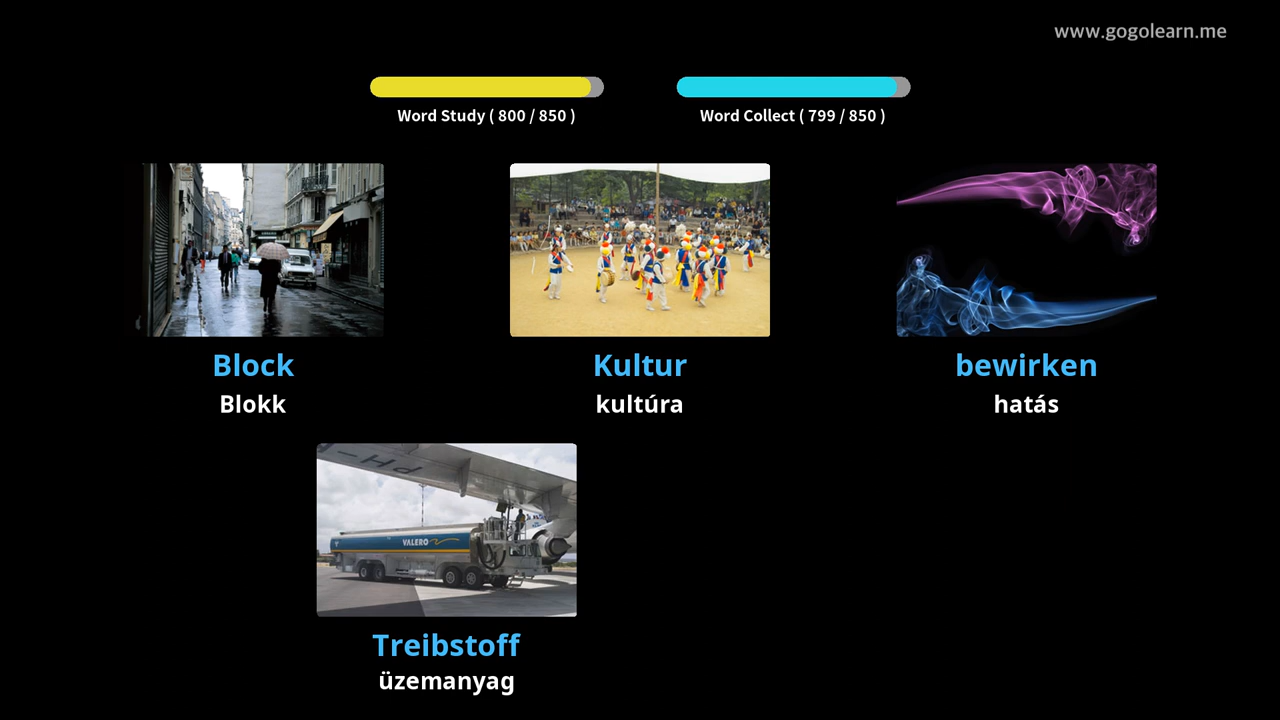 www.gogolearn.me
Word Study ( 800 / 850 )
Word Collect ( 799 / 850 )
Block
Kultur
bewirken
Blokk
kultúra
hatás
PH-
VALERO
Treibstoff
üzemanyag